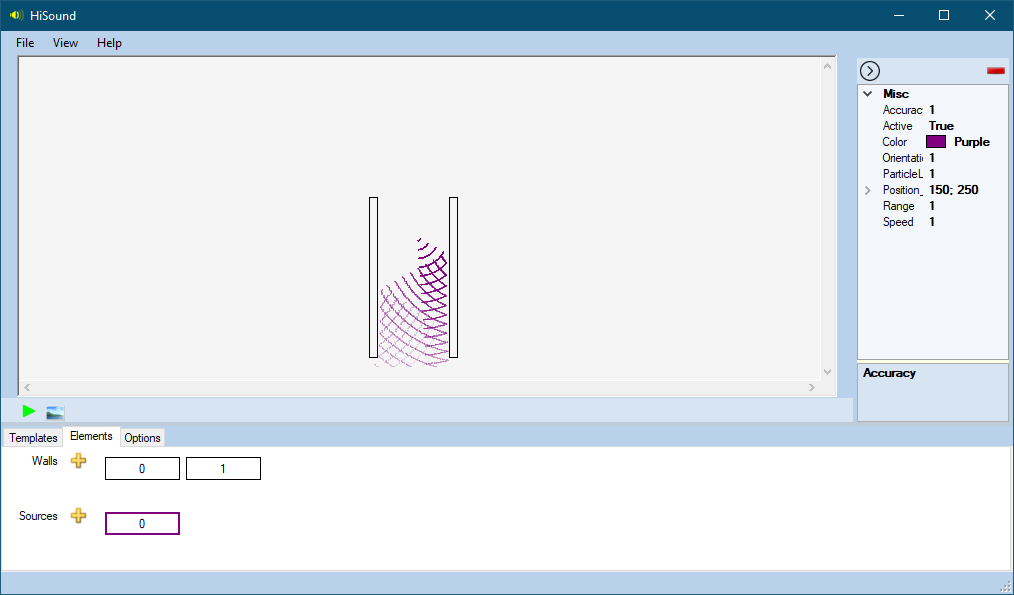 HiSound
File View Help
Misc
Accurac 1
Active True
Color Purple
Orientati 1
ParticleL 1
Position_ 150; 250
Range 1
Speed 1
Accuracy
Templates Elements Options
Walls 0 1
Sources 0